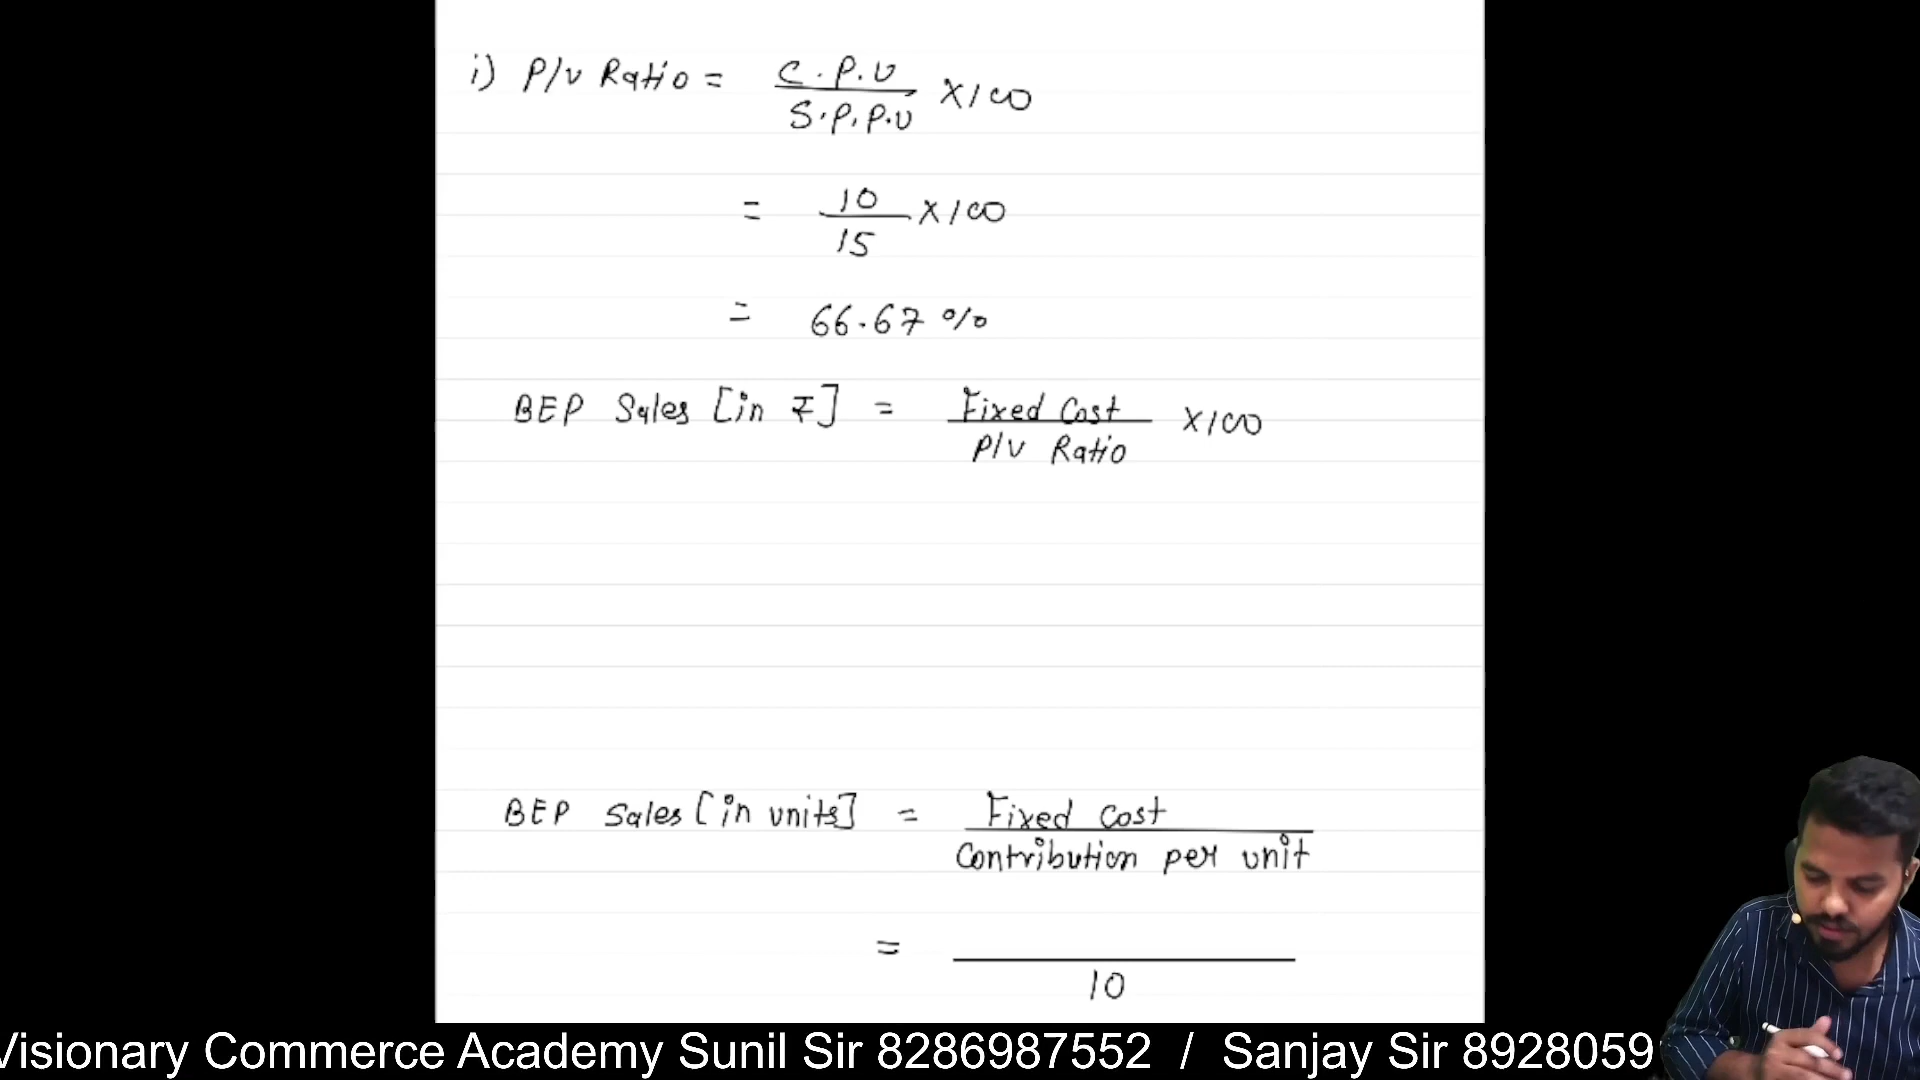 i) P/V Ratio = C.P.U / S.P.P.U X100
= 10 / 15 X100
= 66.67 %
BEP Sales [in ₹] = Fixed Cost / P/V Ratio X100
BEP Sales [in units] = Fixed Cost / Contribution per unit
= / 10
Visionary Commerce Academy Sunil Sir 8286987552 / Sanjay Sir 8928059